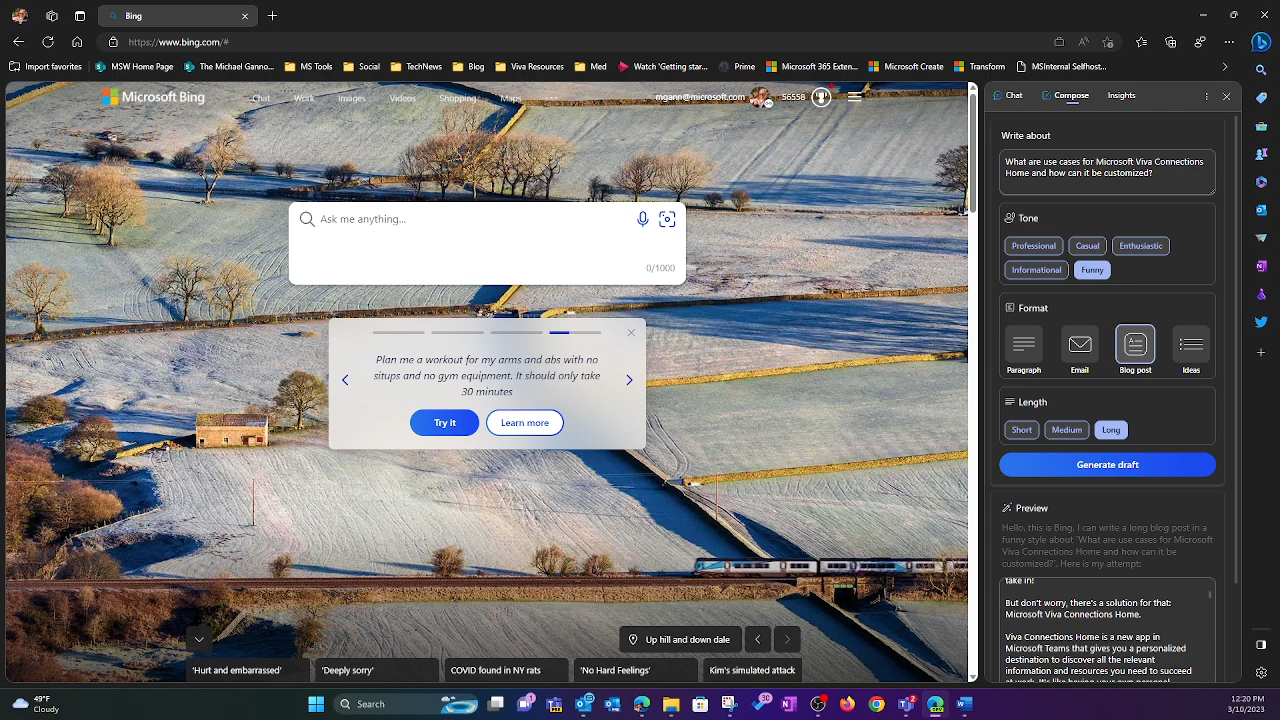 Bing
https://www.bing.com/#
Import favorites
MSW Home Page
The Michael Ganno...
MS Tools
Social
TechNews
Blog
Viva Resources
Med
Watch 'Getting star...
Prime
Microsoft 365 Exten...
Microsoft Create
Transform
MSInternal Selfhost...
Microsoft Bing
Chat
Work
Images
Videos
Shopping
Maps
mgann@microsoft.com
56558
Ask me anything...
0/1000
Plan me a workout for my arms and abs with no
situps and no gym equipment. It should only take
30 minutes
Try it
Learn more
Up hill and down dale
'Hurt and embarrassed'
'Deeply sorry'
COVID found in NY rats
'No Hard Feelings'
Kim's simulated attack
Chat
Compose
Insights
Write about
What are use cases for Microsoft Viva Connections
Home and how can it be customized?
Tone
Professional
Casual
Enthusiastic
Informational
Funny
Format
Paragraph
Email
Blog post
Ideas
Length
Short
Medium
Long
Generate draft
Preview
Hello, this is Bing. I can write a long blog post in a
funny style about "What are use cases for Microsoft
Viva Connections Home and how can it be
customized?". Here is my attempt:
take in!
But don't worry, there's a solution for that:
Microsoft Viva Connections Home.
Viva Connections Home is a new app in
Microsoft Teams that gives you a personalized
destination to discover all the relevant
information and resources you need to succeed
49°F
Cloudy
Search
1
30
2
12:20 PM
3/10/2023